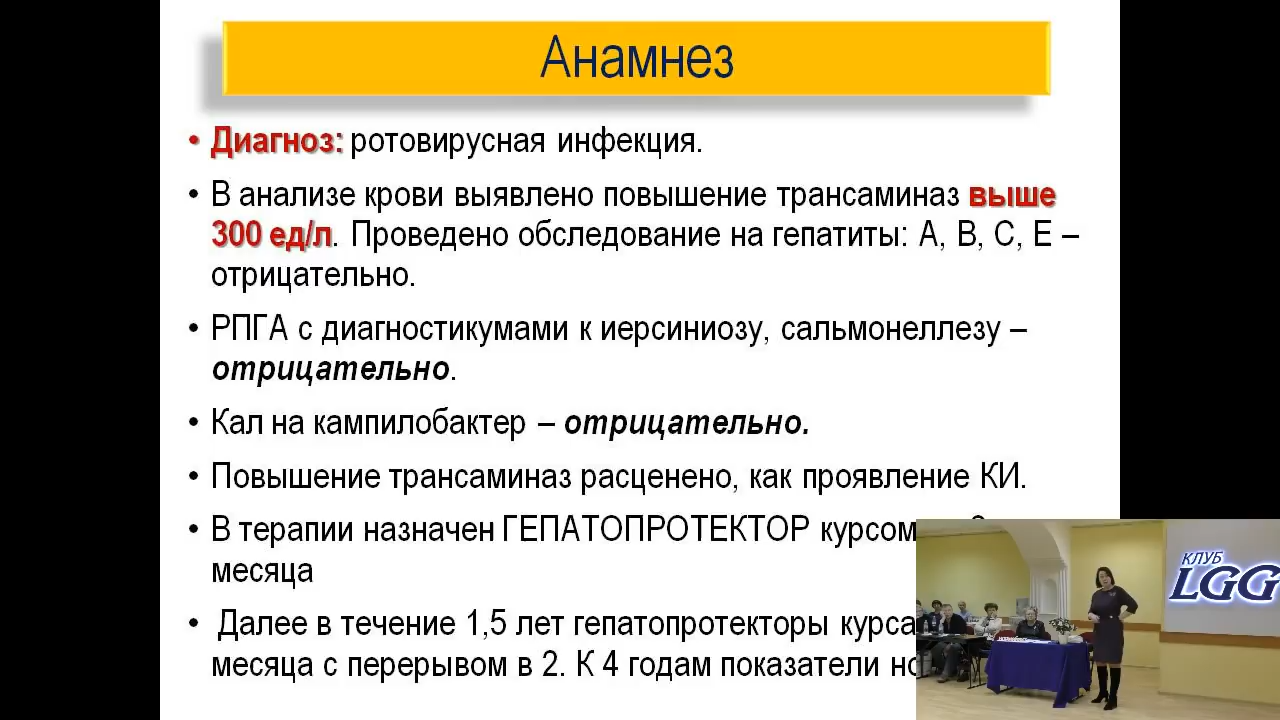 Анамнез
• Диагноз: ротовирусная инфекция.
• В анализе крови выявлено повышение трансаминаз выше
300 ед/л. Проведено обследование на гепатиты: А, В, С, Е –
отрицательно.
• РПГА с диагностикумами к иерсиниозу, сальмонеллезу –
отрицательно.
• Кал на кампилобактер – отрицательно.
• Повышение трансаминаз расценено, как проявление КИ.
• В терапии назначен ГЕПАТОПРОТЕКТОР курсом
месяца
• Далее в течение 1,5 лет гепатопротекторы
месяца с перерывом в 2. К 4 годам показатели
КЛУБ
LGG